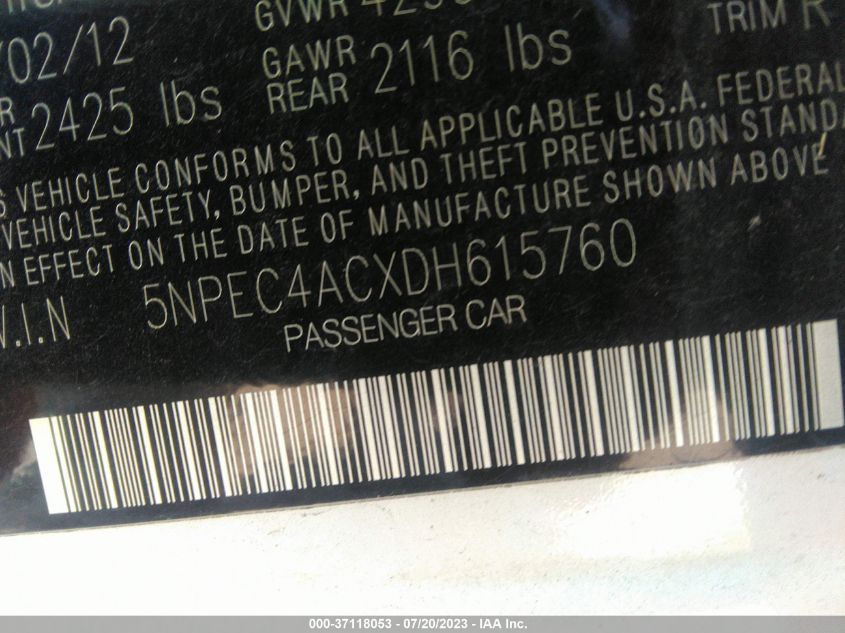 /02/12
GVWR
TRIM R
GAWR
REAR 2116 lbs
2425 lbs
VEHICLE CONFORMS TO ALL APPLICABLE U.S.A. FEDERAL
VEHICLE SAFETY, BUMPER, AND THEFT PREVENTION STANDA
N EFFECT ON THE DATE OF MANUFACTURE SHOWN ABOVE
V.I.N 5NPEC4ACXDH615760
PASSENGER CAR
000-37118053 - 07/20/2023 - IAA Inc.